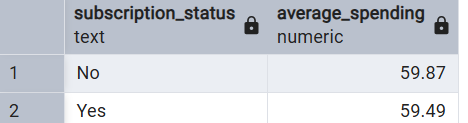 subscription_status average_spending
text numeric
1 No 59.87
2 Yes 59.49